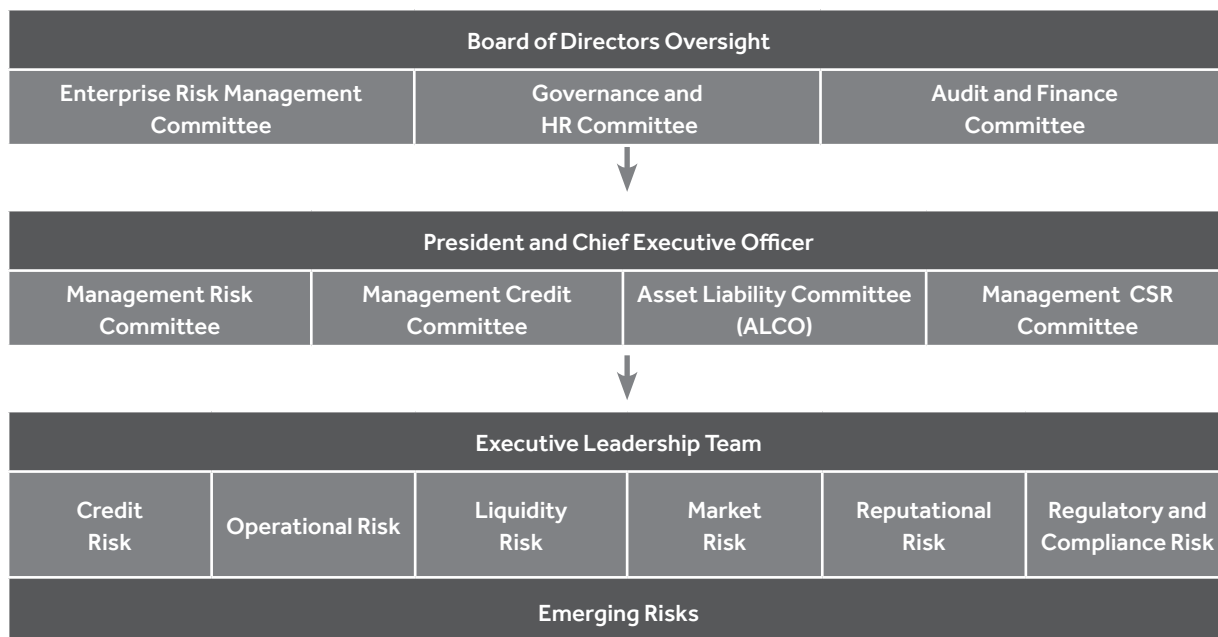 Board of Directors Oversight
Enterprise Risk Management
Committee
Governance and
HR Committee
Audit and Finance
Committee
President and Chief Executive Officer
Management Risk
Committee
Management Credit
Committee
Asset Liability Committee
(ALCO)
Management CSR
Committee
Executive Leadership Team
Credit
Risk
Operational Risk
Liquidity
Risk
Market
Risk
Reputational
Risk
Regulatory and
Compliance Risk
Emerging Risks